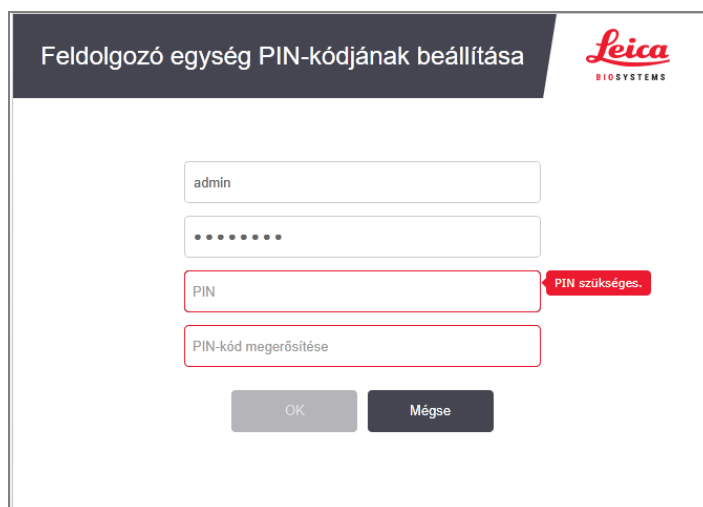 Feldolgozó egység PIN-kódjának beállítása
Leica
BIOSYSTEMS
admin
••••••••
PIN
PIN szükséges.
PIN-kód megerősítése
OK
Mégse